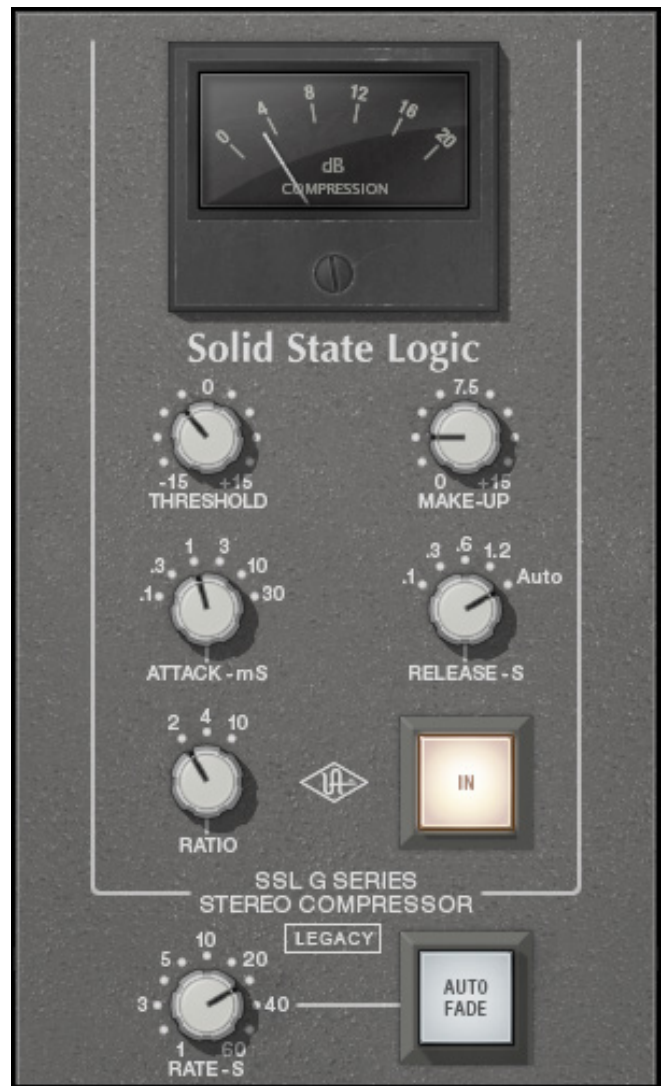 0 4 8 12 16 20
dB
COMPRESSION
Solid State Logic
0
-15 +15
THRESHOLD
7.5
0 +15
MAKE-UP
.1 .3 1 3 10 30
ATTACK-mS
.1 .3 .6 1.2 Auto
RELEASE-S
2 4 10
RATIO
UA
IN
SSL G SERIES
STEREO COMPRESSOR
LEGACY
1 3 5 10 20 40 60
RATE-S
AUTO
FADE